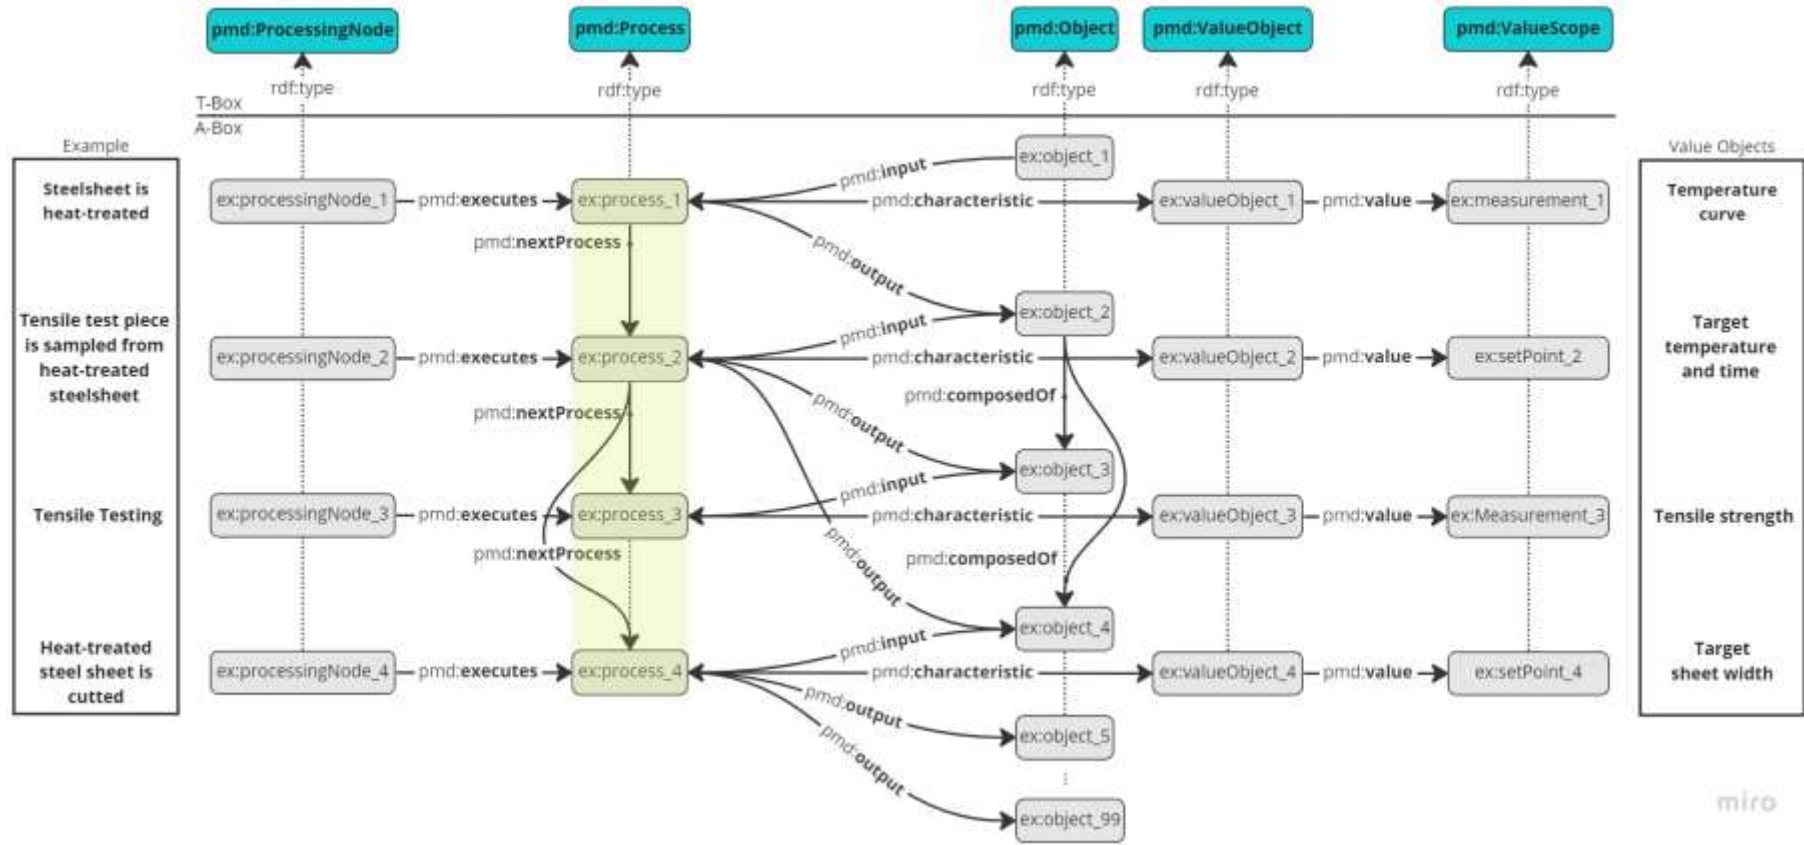 pmd:ProcessingNode pmd:Process pmd:Object pmd:ValueObject pmd:ValueScope
rdf:type rdf:type rdf:type rdf:type rdf:type
T-Box
A-Box
Example
Value Objects
ex:object_1
pmd:input
Steelsheet is
heat-treated
ex:processingNode_1 pmd:executes ex:process_1 pmd:characteristic ex:valueObject_1 pmd:value ex:measurement_1
Temperature
curve
pmd:nextProcess
pmd:output
ex:object_2
pmd:input
Tensile test piece
is sampled from
heat-treated
steelsheet
ex:processingNode_2 pmd:executes ex:process_2 pmd:characteristic ex:valueObject_2 pmd:value ex:setPoint_2
Target
temperature
and time
pmd:composedOf
pmd:nextProcess
pmd:output
ex:object_3
pmd:input
Tensile Testing
ex:processingNode_3 pmd:executes ex:process_3 pmd:characteristic ex:valueObject_3 pmd:value ex:Measurement_3
Tensile strength
pmd:nextProcess
pmd:composedOf
pmd:output
ex:object_4
pmd:input
Heat-treated
steel sheet is
cutted
ex:processingNode_4 pmd:executes ex:process_4 pmd:characteristic ex:valueObject_4 pmd:value ex:setPoint_4
Target
sheet width
pmd:output
ex:object_5
pmd:output
ex:object_99
miro